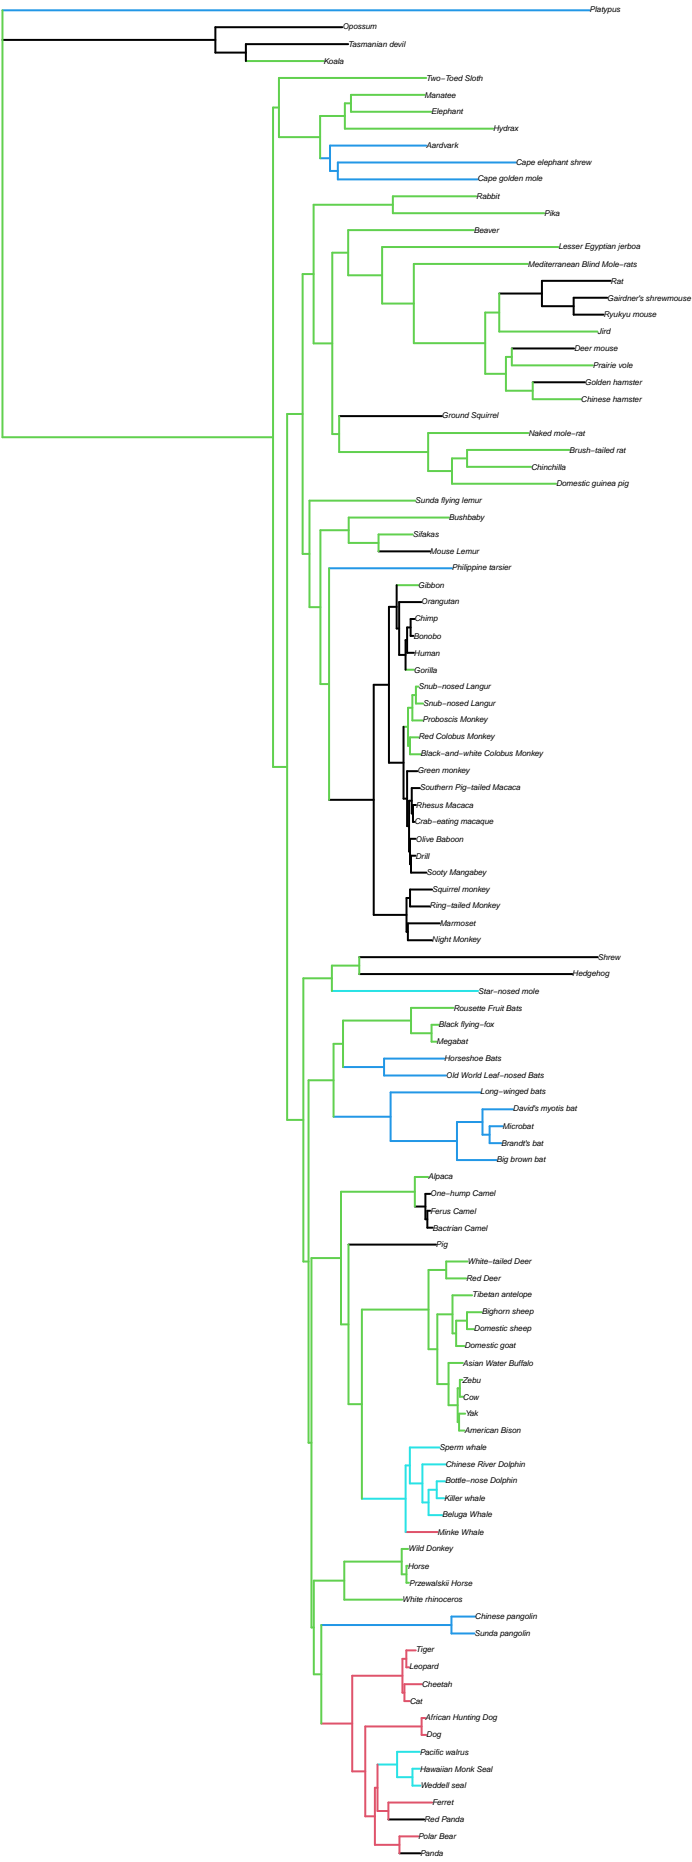 Platypus
Opossum
Tasmanian devil
Koala
Two−Toed Sloth
Manatee
Elephant
Hydrax
Aardvark
Cape elephant shrew
Cape golden mole
Rabbit
Pika
Beaver
Lesser Egyptian jerboa
Mediterranean Blind Mole−rats
Rat
Gairdner's shrewmouse
Ryukyu mouse
Jird
Deer mouse
Prairie vole
Golden hamster
Chinese hamster
Ground Squirrel
Naked mole−rat
Brush−tailed rat
Chinchilla
Domestic guinea pig
Sunda flying lemur
Bushbaby
Sifakas
Mouse Lemur
Philippine tarsier
Gibbon
Orangutan
Chimp
Bonobo
Human
Gorilla
Snub−nosed Langur
Snub−nosed Langur
Proboscis Monkey
Red Colobus Monkey
Black−and−white Colobus Monkey
Green monkey
Southern Pig−tailed Macaca
Rhesus Macaca
Crab−eating macaque
Olive Baboon
Drill
Sooty Mangabey
Squirrel monkey
Ring−tailed Monkey
Marmoset
Night Monkey
Shrew
Hedgehog
Star−nosed mole
Rousette Fruit Bats
Black flying−fox
Megabat
Horseshoe Bats
Old World Leaf−nosed Bats
Long−winged bats
David's myotis bat
Microbat
Brandt's bat
Big brown bat
Alpaca
One−hump Camel
Ferus Camel
Bactrian Camel
Pig
White−tailed Deer
Red Deer
Tibetan antelope
Bighorn sheep
Domestic sheep
Domestic goat
Asian Water Buffalo
Zebu
Cow
Yak
American Bison
Sperm whale
Chinese River Dolphin
Bottle−nose Dolphin
Killer whale
Beluga Whale
Minke Whale
Wild Donkey
Horse
Przewalskii Horse
White rhinoceros
Chinese pangolin
Sunda pangolin
Tiger
Leopard
Cheetah
Cat
African Hunting Dog
Dog
Pacific walrus
Hawaiian Monk Seal
Weddell seal
Ferret
Red Panda
Polar Bear
Panda